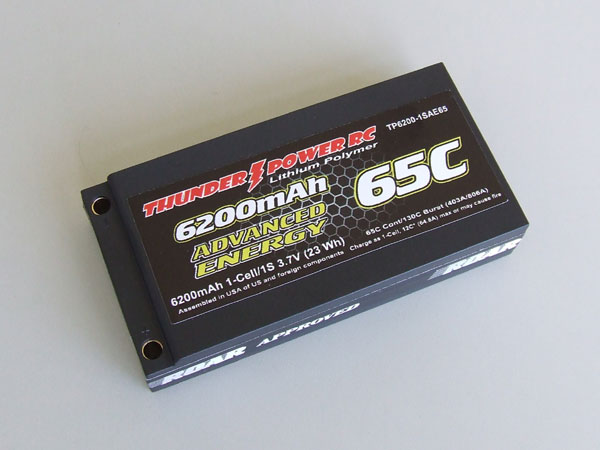 THUNDER POWER RC
TP6200-1SAE65
Lithium Polymer
6200mAh
65C
ADVANCED
ENERGY
65C Cont/130C Burst (403A/806A)
6200mAh 1-Cell/1S 3.7V (23 Wh)
Charge as 1-Cell, 12C* max or may cause fire
Assembled in USA of US and foreign components
ROAR APPROVED
ROAR